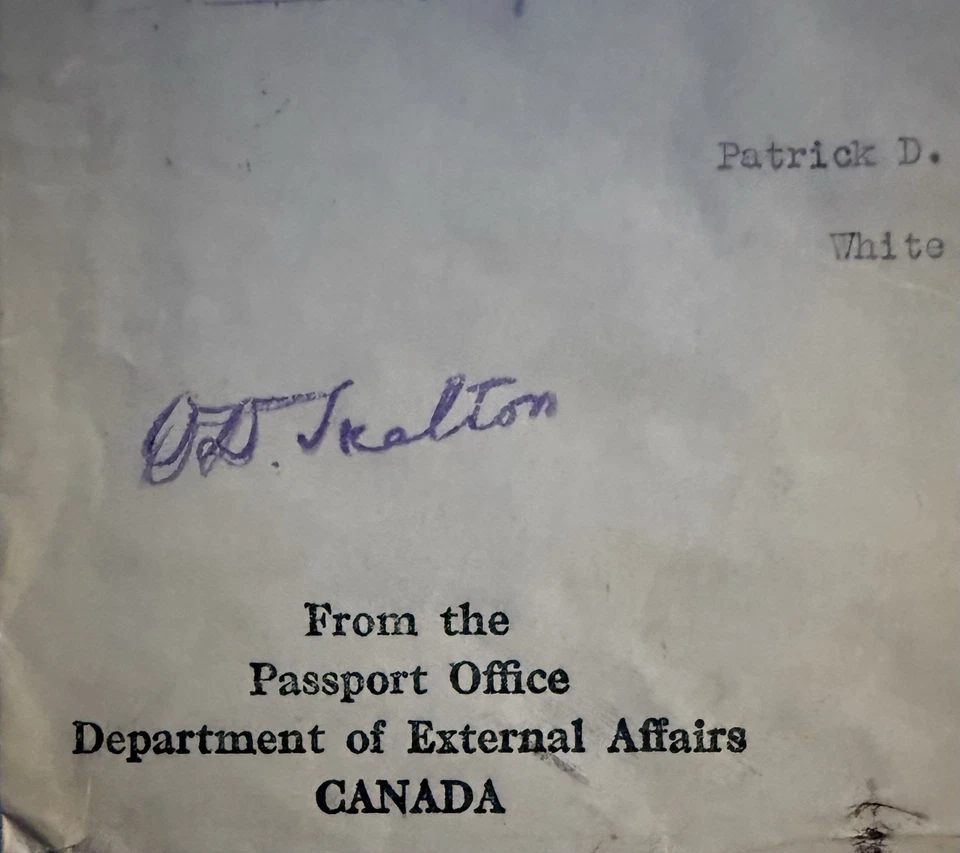 Patrick D.
White
O.D. Skelton
From the
Passport Office
Department of External Affairs
CANADA